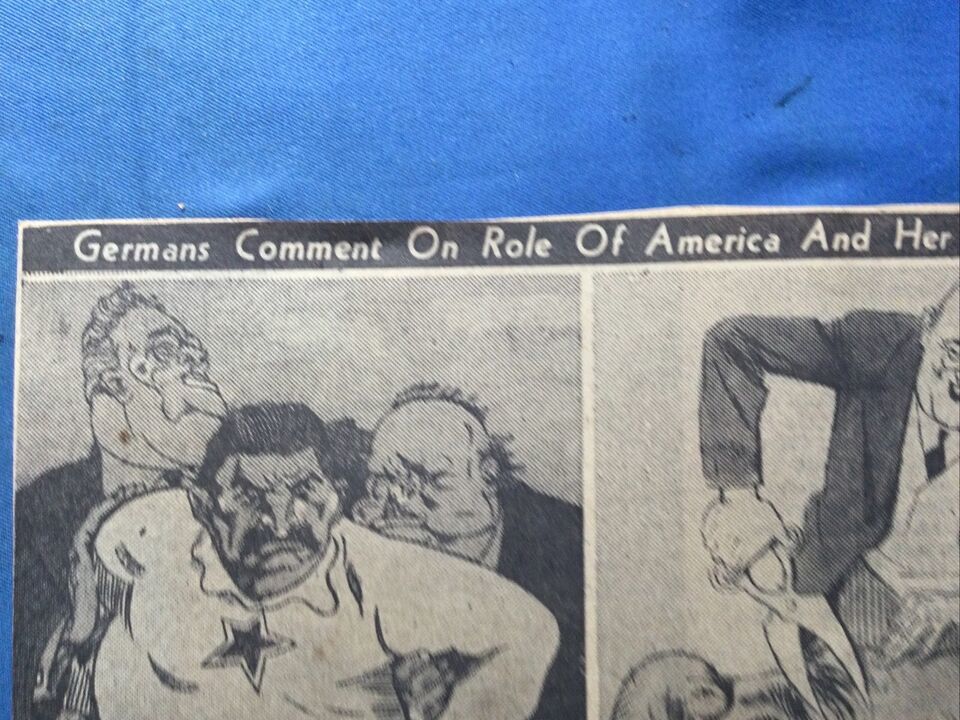 Germans Comment On Role Of America And Her